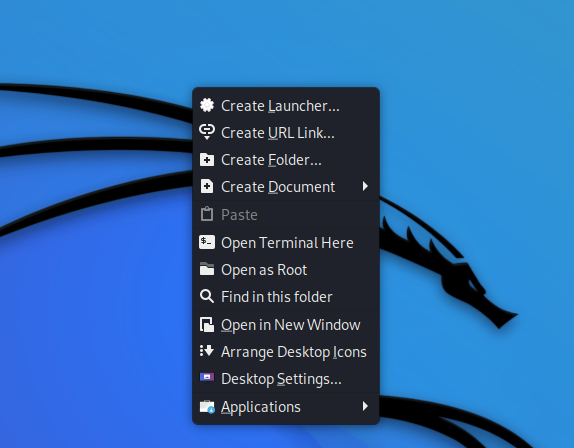 Create Launcher...
Create URL Link...
Create Folder...
Create Document
Paste
Open Terminal Here
Open as Root
Find in this folder
Open in New Window
Arrange Desktop Icons
Desktop Settings...
Applications